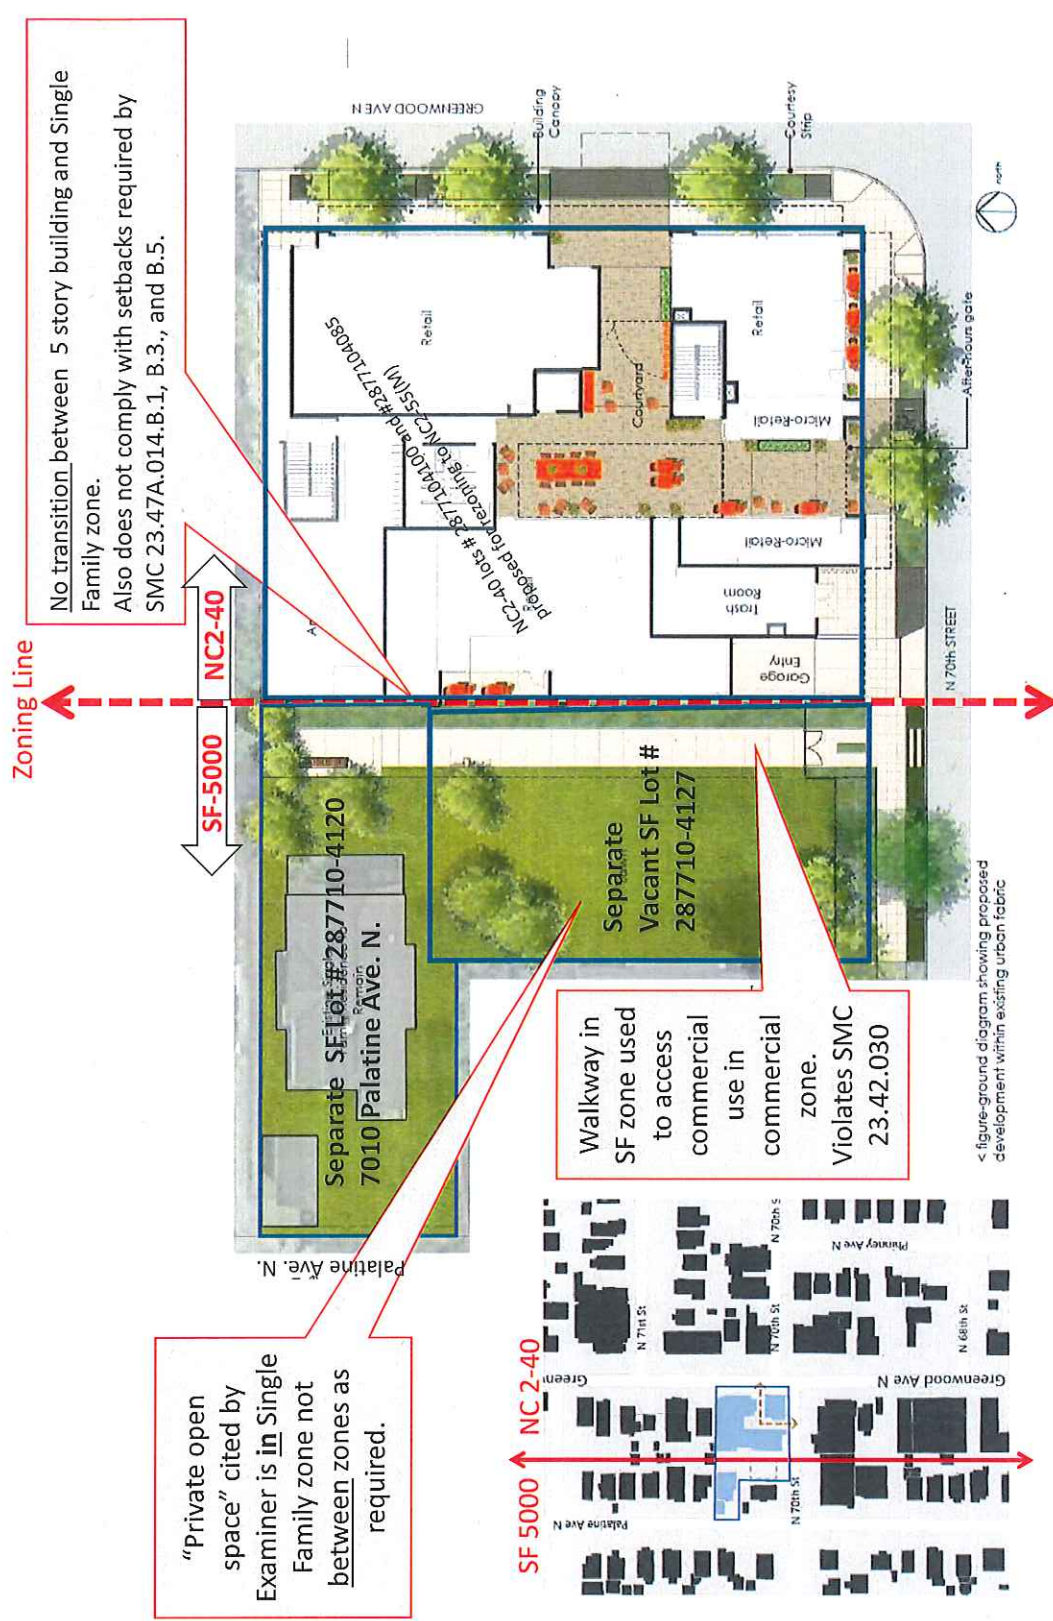 Zoning Line
SF-5000
NC2-40
No transition between 5 story building and Single
Family zone.
Also does not comply with setbacks required by
SMC 23.47A.014.B.1, B.3., and B.5.
"Private open
space" cited by
Examiner is in Single
Family zone not
between zones as
required.
Palatine Ave. N.
Separate SF Lot # 287710-4120
7010 Palatine Ave. N.
Remain
Separate
Vacant SF Lot #
287710-4127
Walkway in
SF zone used
to access
commercial
use in
commercial
zone.
Violates SMC
23.42.030
NC2-40 lots # 2877104100 and #2877104085
proposed for rezoning to NC2-55(M)
Retail
Courtyard
Retail
Micro-Retail
Micro-Retail
Trash
Room
Garage
Entry
GREENWOOD AVE N
Building
Canopy
Courtesy
Strip
After-hours gate
N 70th STREET
north
< figure-ground diagram showing proposed
development within existing urban fabric
SF 5000
NC 2-40
Palatine Ave N
Green
Greenwood Ave N
N 71st St
N 70th St
N 70th S
N 70th St
N 68th St
Phinney Ave N